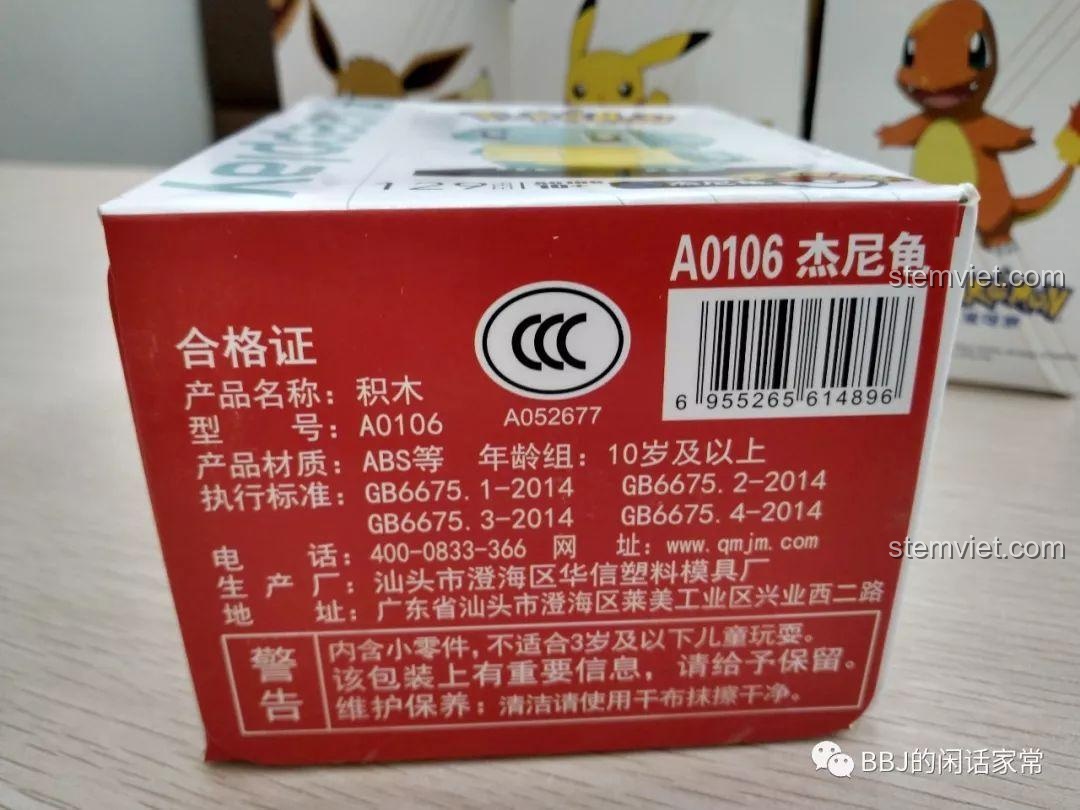 Keeppley
129
10+
A0106 杰尼龟
6 955265 614896
CCC
A052677
合格证
产品名称：积木
型 号：A0106
产品材质：ABS等 年龄组：10岁及以上
执行标准：GB6675.1-2014 GB6675.2-2014
GB6675.3-2014 GB6675.4-2014
电 话：400-0833-366 网 址：www.qmjm.com
生 产 厂：汕头市澄海区华信塑料模具厂
地 址：广东省汕头市澄海区莱美工业区兴业西二路
警告
内含小零件，不适合3岁及以下儿童玩耍。
该包装上有重要信息，请给予保留。
维护保养：清洁请使用干布抹擦干净。
stemviet.com
stemviet.com
BBJ的闲话家常